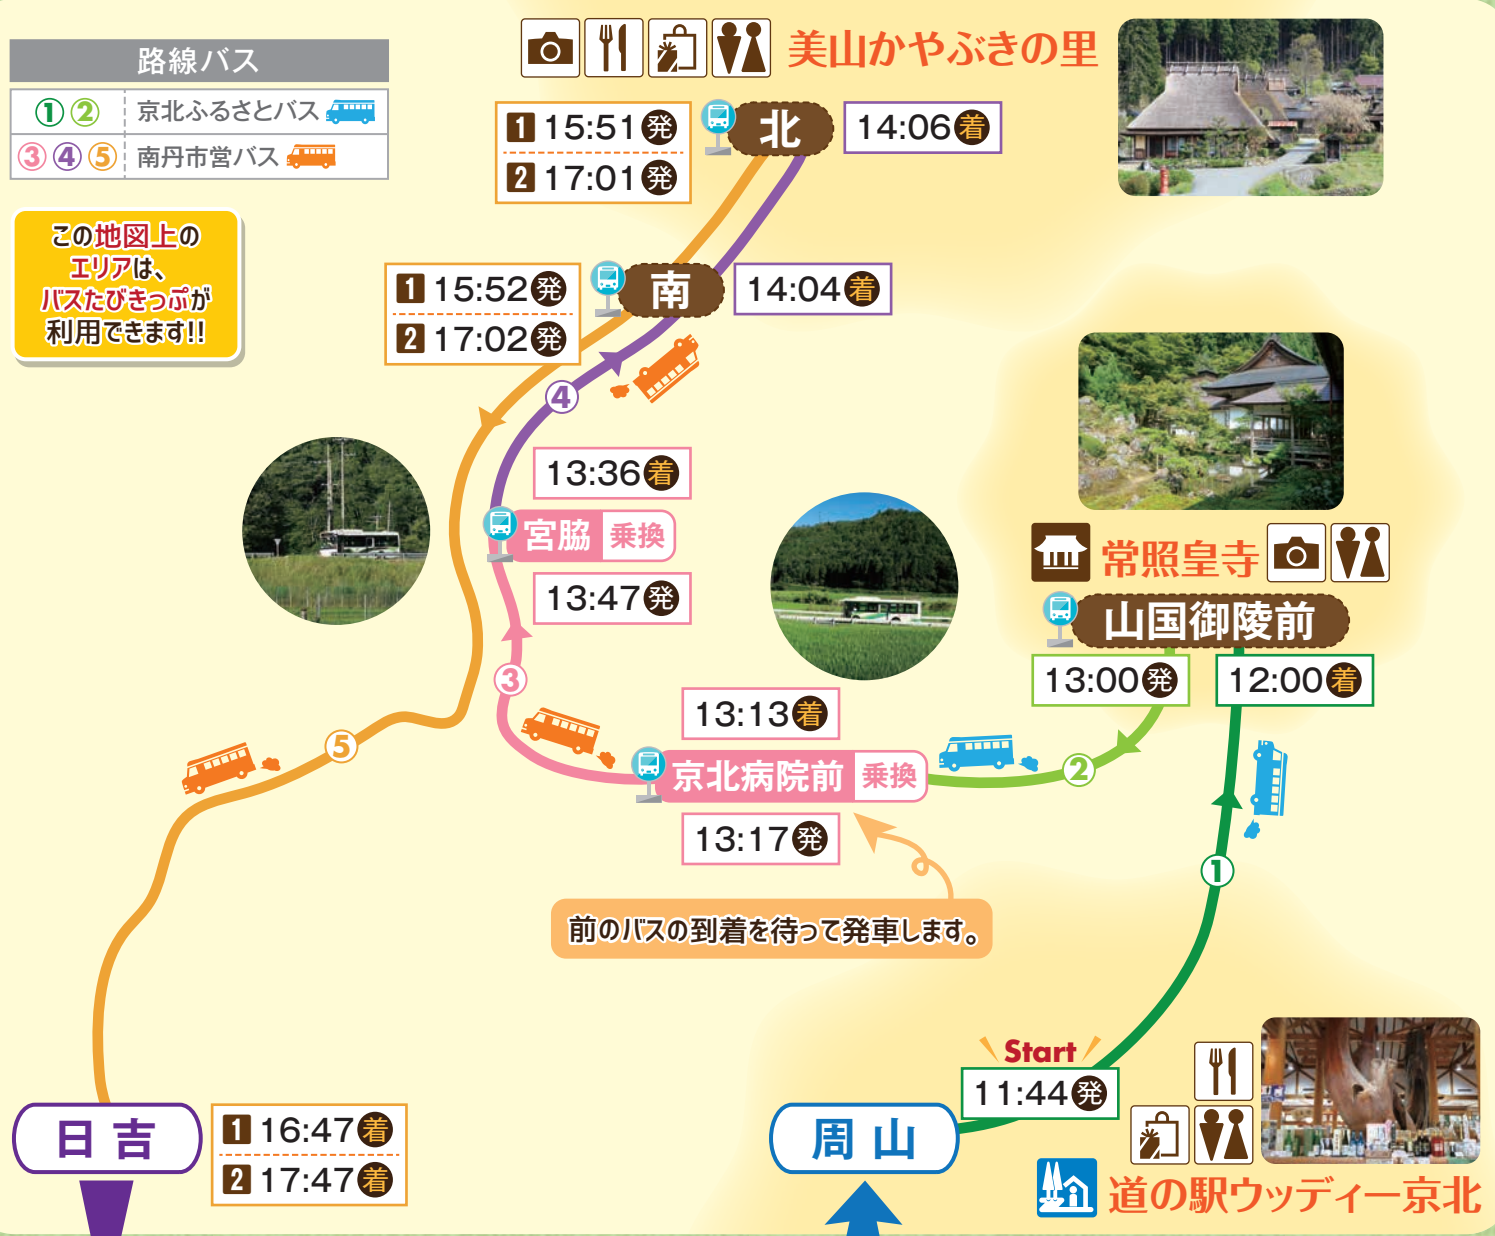 路線バス
①② 京北ふるさとバス
③④⑤ 南丹市営バス
この地図上の
エリアは、
バスたびきっぷが
利用できます!!
美山かやぶきの里
1 15:51発
2 17:01発
北
14:06着
1 15:52発
2 17:02発
南
14:04着
④
13:36着
宮脇 乗換
13:47発
③
常照皇寺
山国御陵前
13:00発
12:00着
13:13着
京北病院前 乗換
13:17発
②
⑤
①
前のバスの到着を待って発車します。
Start
11:44発
周山
日吉
1 16:47着
2 17:47着
道の駅ウッディー京北